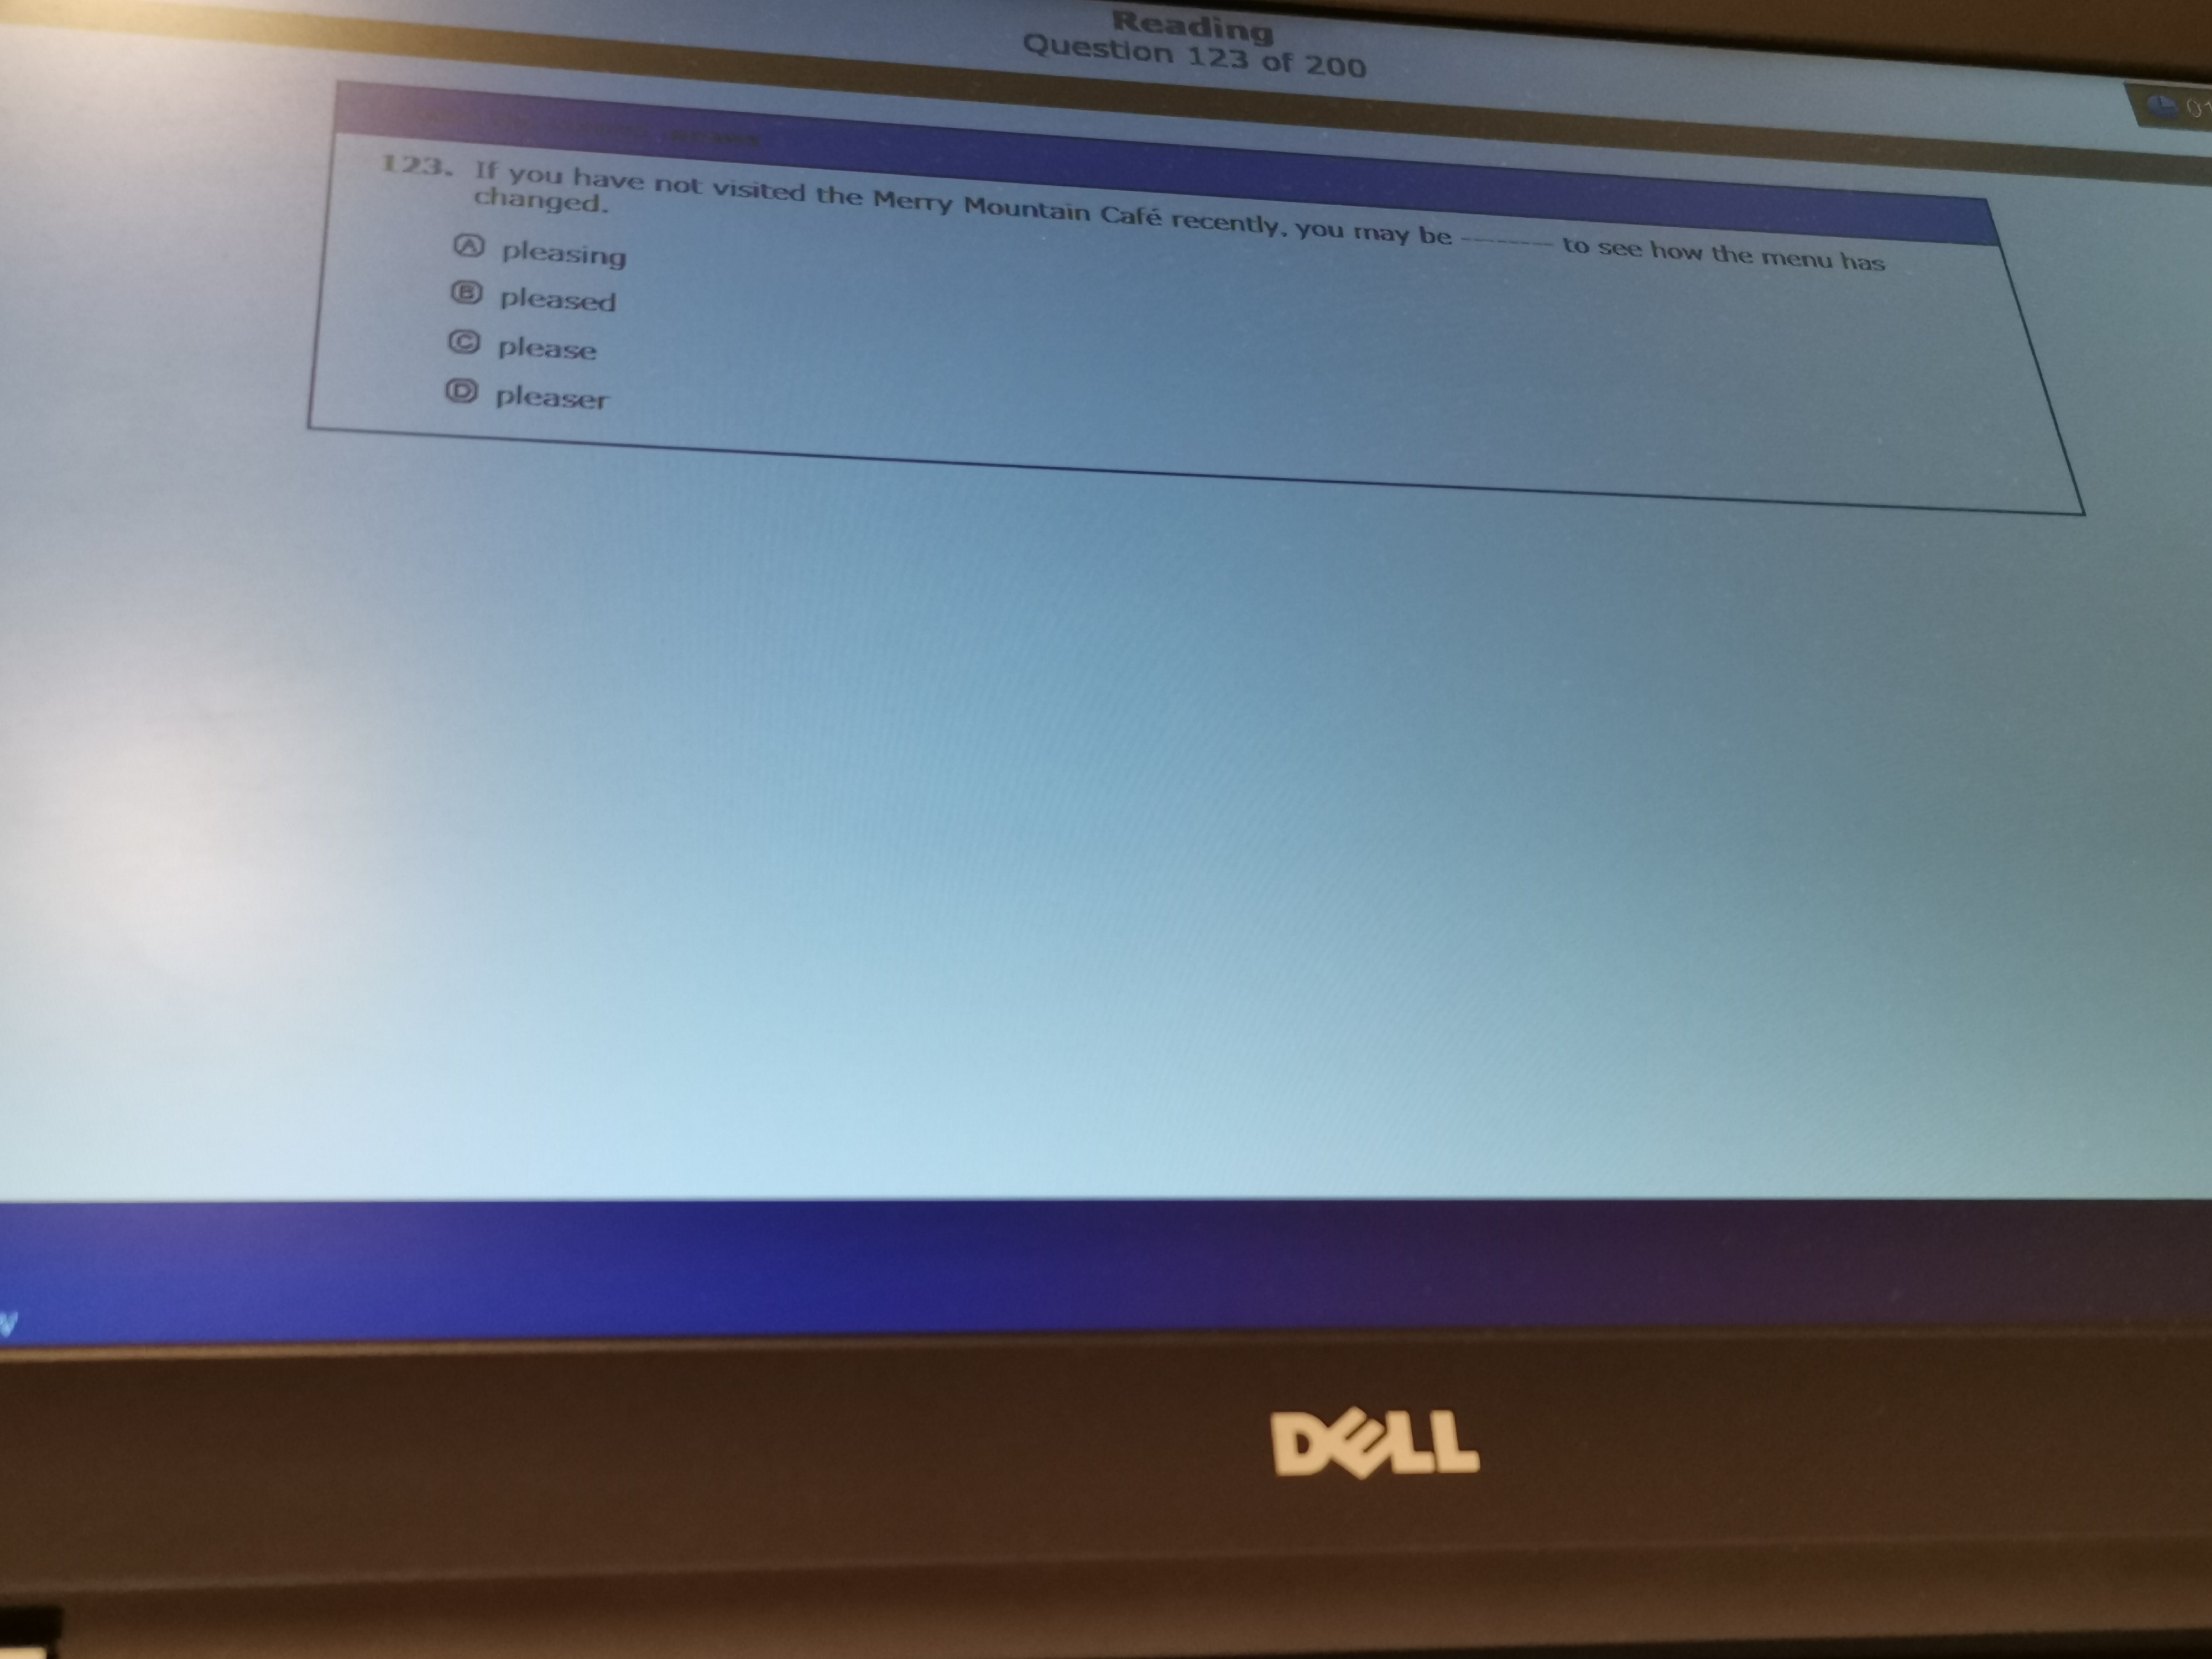 Reading
Question 123 of 200
01
123. If you have not visited the Merry Mountain Café recently, you may be -------- to see how the menu has
changed.
A pleasing
B pleased
C please
D pleaser
DELL